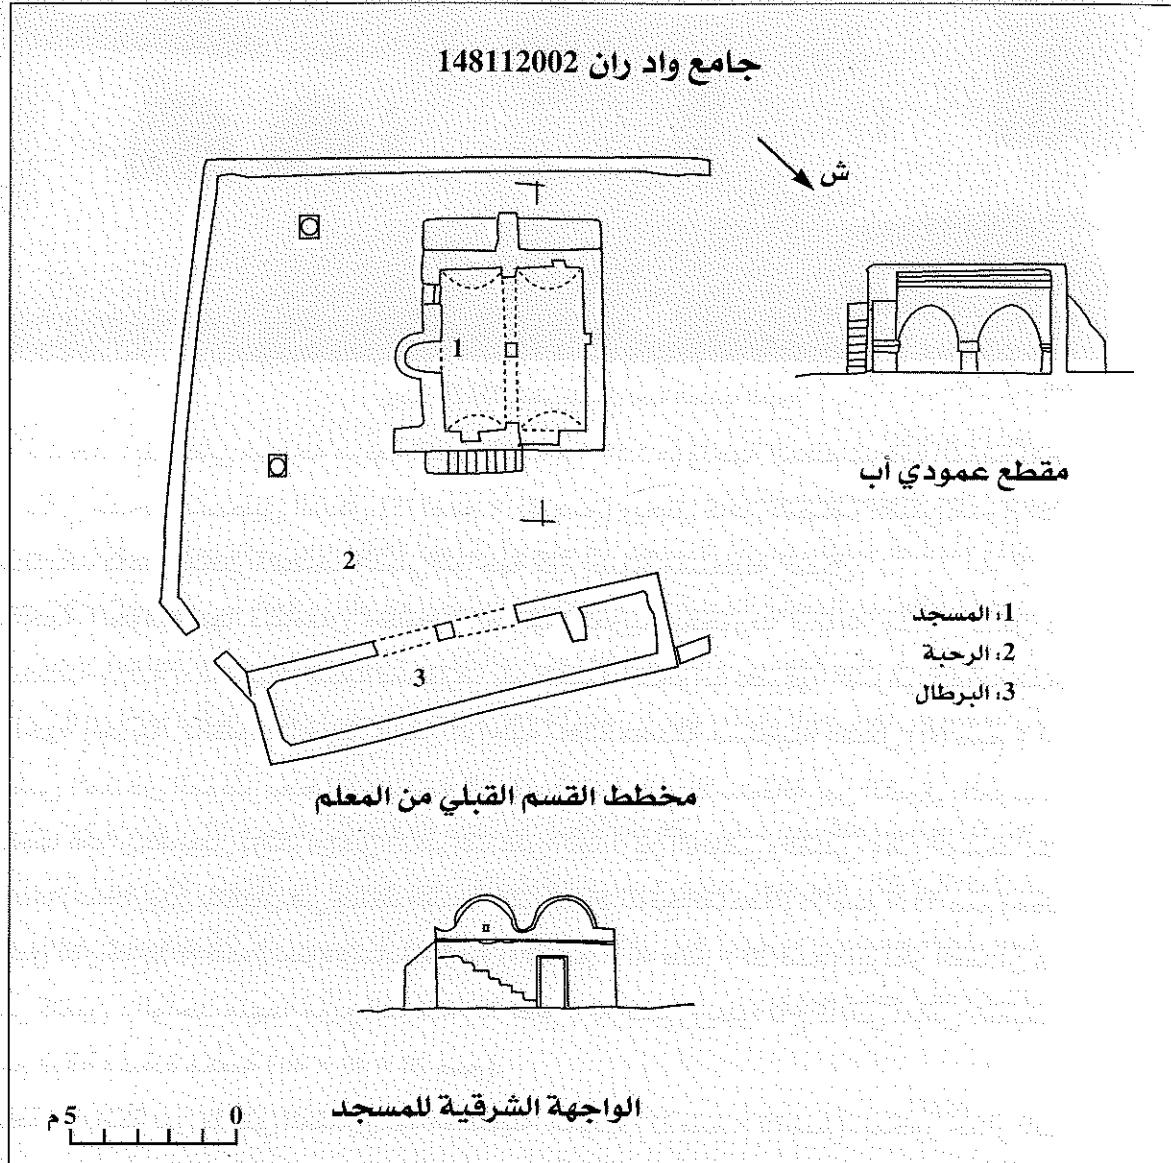 جامع واد ران 148112002
ش
1
2
3
مقطع عمودي أب
1: المسجد
2: الرحبة
3: البرطال
مخطط القسم القبلي من المعلم
الواجهة الشرقية للمسجد
0 5 م